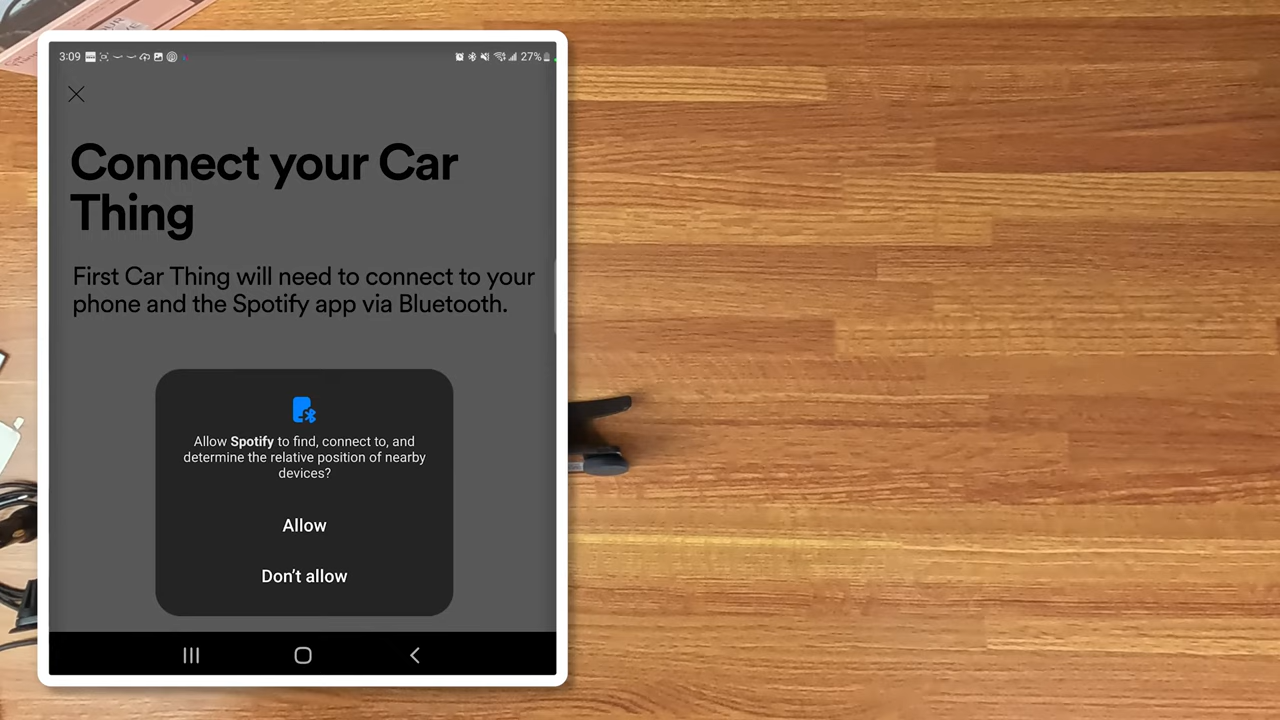 3:09
27%
Connect your Car
Thing
First Car Thing will need to connect to your
phone and the Spotify app via Bluetooth.
Allow Spotify to find, connect to, and
determine the relative position of nearby
devices?
Allow
Don't allow